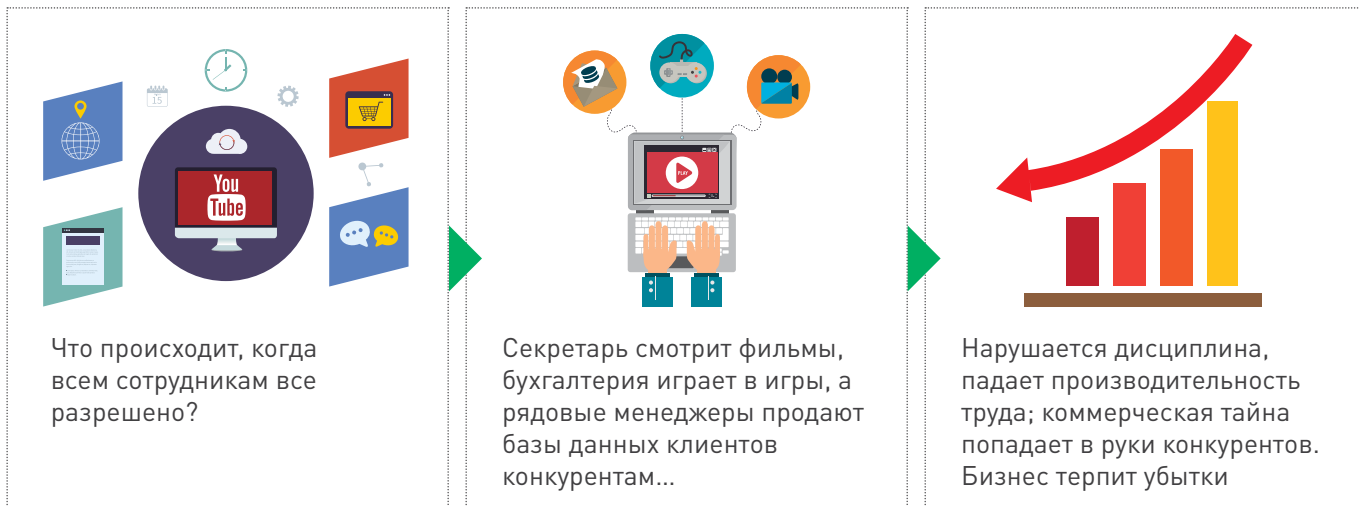 15
You
Tube
PLAY
Что происходит, когда
всем сотрудникам все
разрешено?
Секретарь смотрит фильмы,
бухгалтерия играет в игры, а
рядовые менеджеры продают
базы данных клиентов
конкурентам...
Нарушается дисциплина,
падает производительность
труда; коммерческая тайна
попадает в руки конкурентов.
Бизнес терпит убытки